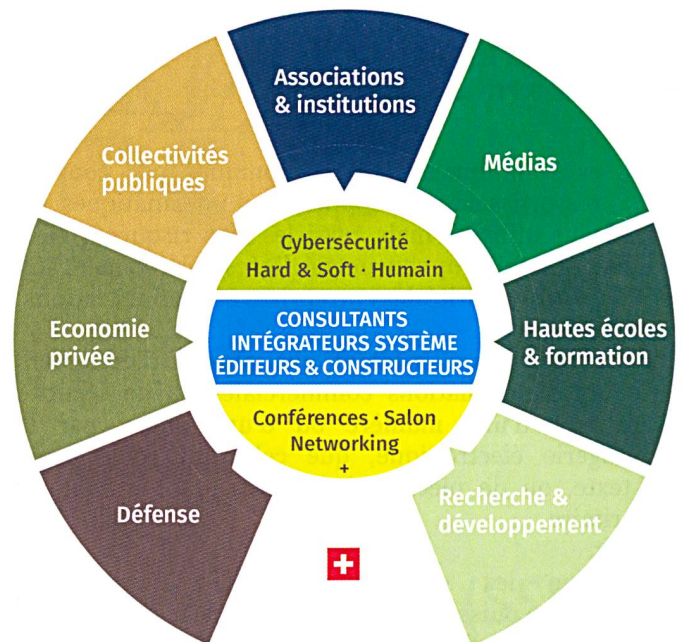 Associations
& institutions
Collectivités
publiques
Médias
Cybersécurité
Hard & Soft · Humain
Economie
privée
CONSULTANTS
INTÉGRATEURS SYSTÈME
ÉDITEURS & CONSTRUCTEURS
Hautes écoles
& formation
Conférences · Salon
Networking
+
Défense
Recherche &
développement